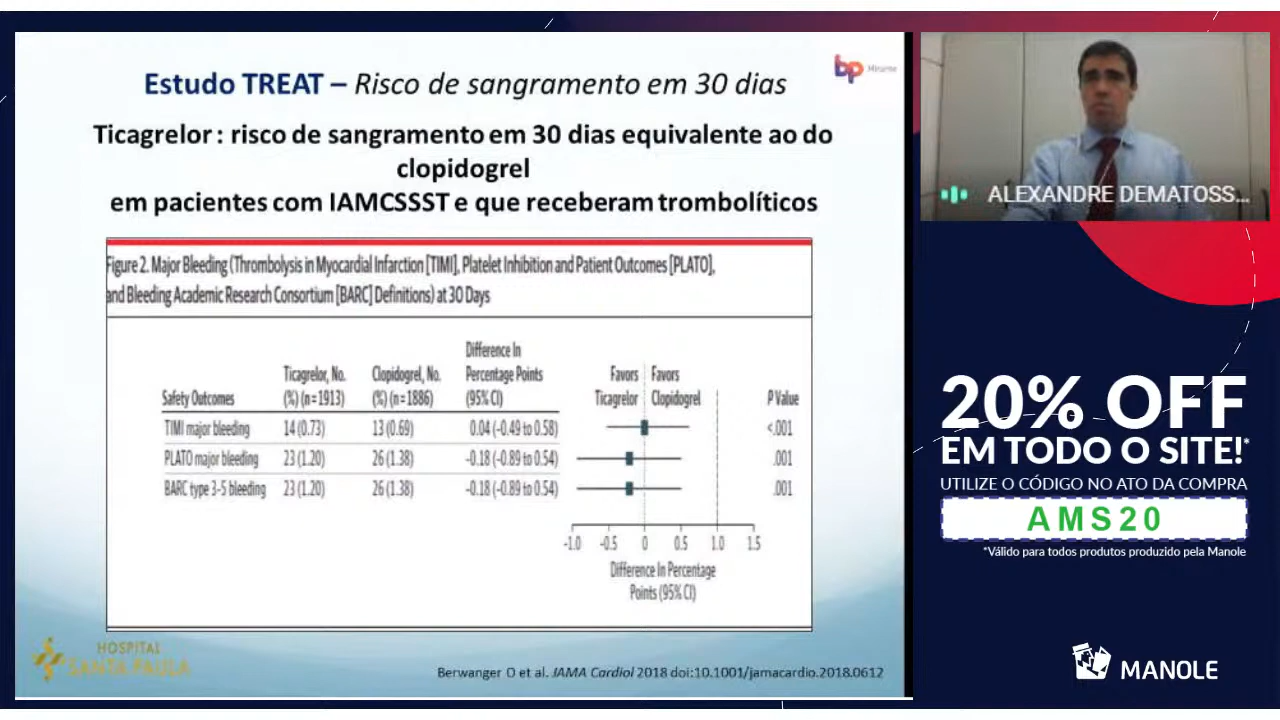 Estudo TREAT – Risco de sangramento em 30 dias
bp Mirante
Ticagrelor : risco de sangramento em 30 dias equivalente ao do
clopidogrel
em pacientes com IAMCSSST e que receberam trombolíticos
Figure 2. Major Bleeding (Thrombolysis in Myocardial Infarction [TIMI], Platelet Inhibition and Patient Outcomes [PLATO],
and Bleeding Academic Research Consortium [BARC] Definitions) at 30 Days
Safety Outcomes
Ticagrelor, No.
(%) (n=1913)
Clopidogrel, No.
(%) (n=1886)
Difference In
Percentage Points
(95% CI)
Favors
Ticagrelor
Favors
Clopidogrel
P Value
TIMI major bleeding 14 (0.73) 13 (0.69) 0.04 (-0.49 to 0.58) <.001
PLATO major bleeding 23 (1.20) 26 (1.38) -0.18 (-0.89 to 0.54) .001
BARC type 3-5 bleeding 23 (1.20) 26 (1.38) -0.18 (-0.89 to 0.54) .001
-1.0 -0.5 0 0.5 1.0 1.5
Difference In Percentage
Points (95% CI)
HOSPITAL
SANTA PAULA
Berwanger O et al. JAMA Cardiol 2018 doi:10.1001/jamacardio.2018.0612
ALEXANDRE DEMATOSS...
20% OFF
EM TODO O SITE!*
UTILIZE O CÓDIGO NO ATO DA COMPRA
AMS20
*Válido para todos produtos produzido pela Manole
MANOLE